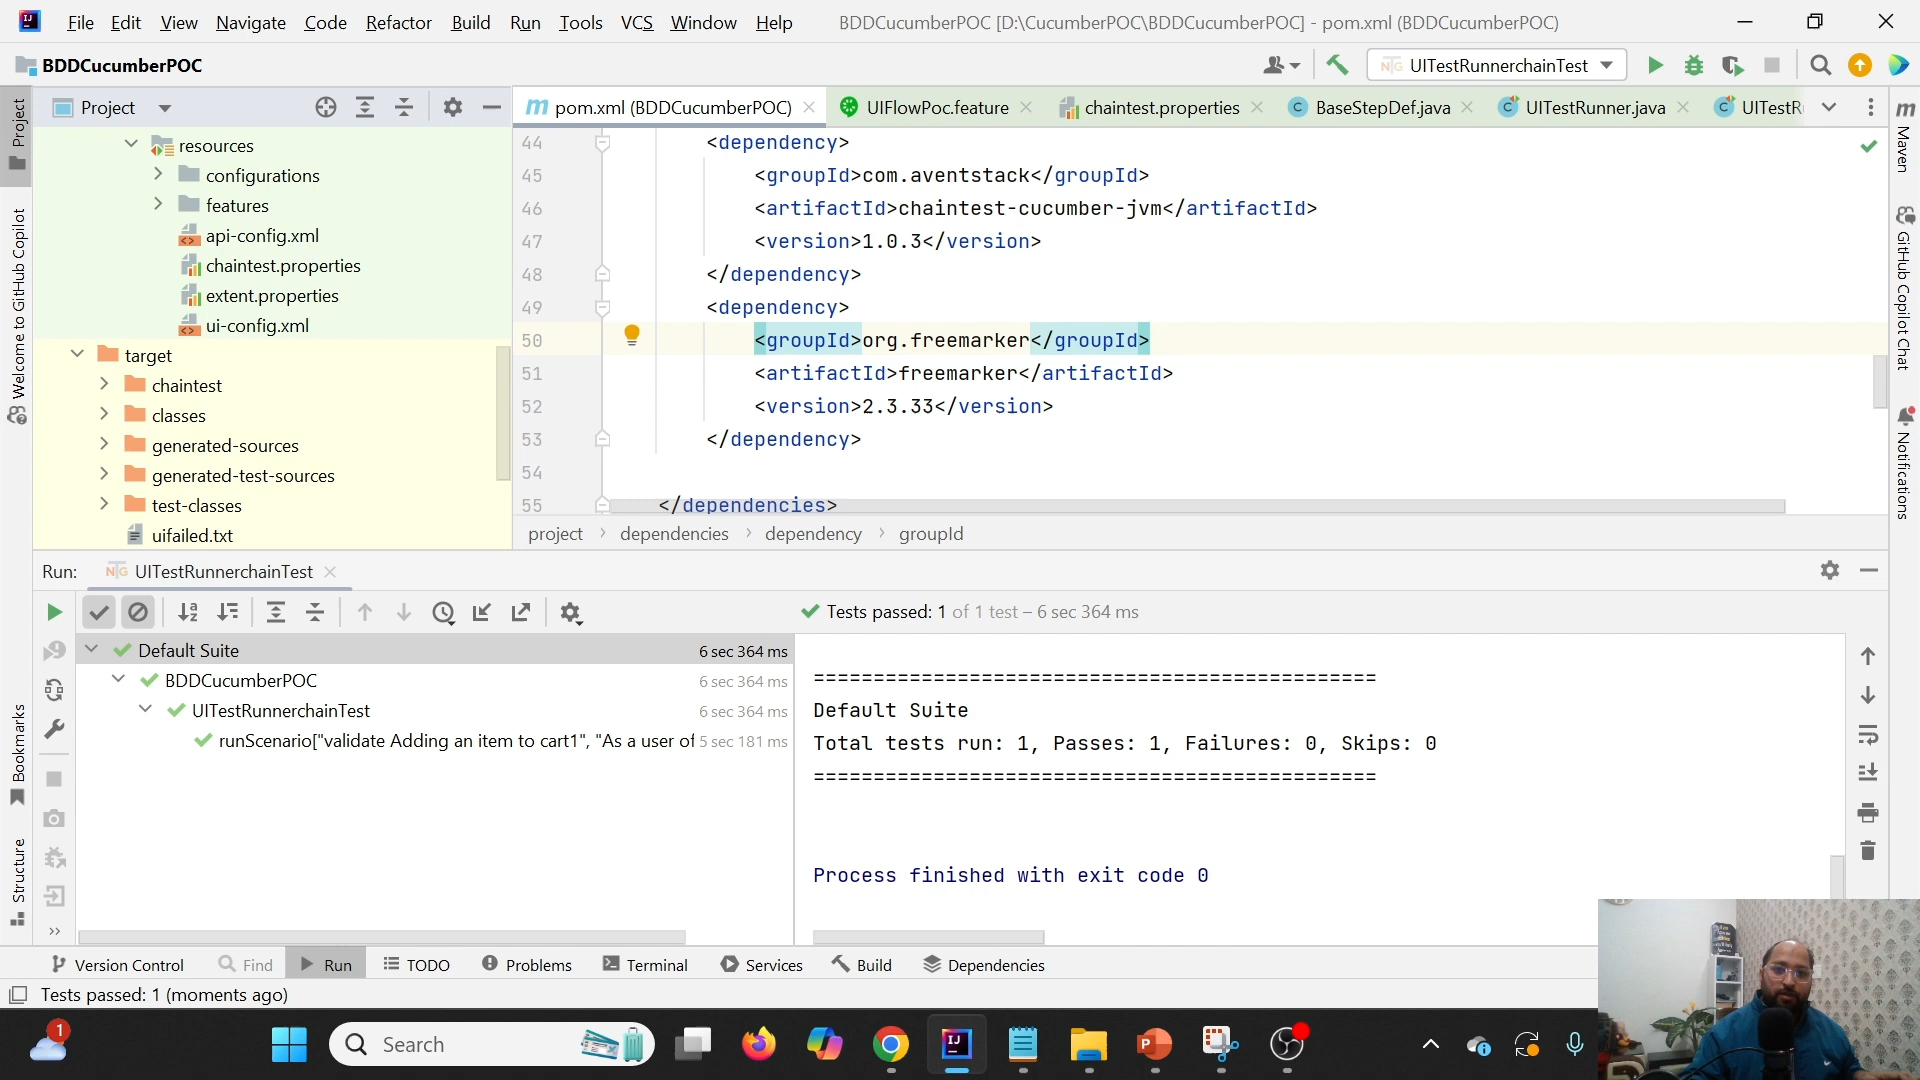 File Edit View Navigate Code Refactor Build Run Tools VCS Window Help BDDCucumberPOC [D:\CucumberPOC\BDDCucumberPOC] - pom.xml (BDDCucumberPOC)
BDDCucumberPOC
UITestRunnerchainTest
Project
pom.xml (BDDCucumberPOC) UIFlowPoc.feature chaintest.properties BaseStepDef.java UITestRunner.java UITestR
Project
Welcome to GitHub Copilot
Bookmarks
Structure
resources
configurations
features
api-config.xml
chaintest.properties
extent.properties
ui-config.xml
target
chaintest
classes
generated-sources
generated-test-sources
test-classes
uifailed.txt
44 <dependency>
45 <groupId>com.aventstack</groupId>
46 <artifactId>chaintest-cucumber-jvm</artifactId>
47 <version>1.0.3</version>
48 </dependency>
49 <dependency>
50 <groupId>org.freemarker</groupId>
51 <artifactId>freemarker</artifactId>
52 <version>2.3.33</version>
53 </dependency>
54
55 </dependencies>
project dependencies dependency groupId
Maven
GitHub Copilot Chat
Notifications
Run: UITestRunnerchainTest
Tests passed: 1 of 1 test – 6 sec 364 ms
Default Suite 6 sec 364 ms
BDDCucumberPOC 6 sec 364 ms
UITestRunnerchainTest 6 sec 364 ms
runScenario["validate Adding an item to cart1", "As a user of 5 sec 181 ms
===============================================
Default Suite
Total tests run: 1, Passes: 1, Failures: 0, Skips: 0
===============================================
Process finished with exit code 0
Version Control Find Run TODO Problems Terminal Services Build Dependencies
Tests passed: 1 (moments ago)
1
Search